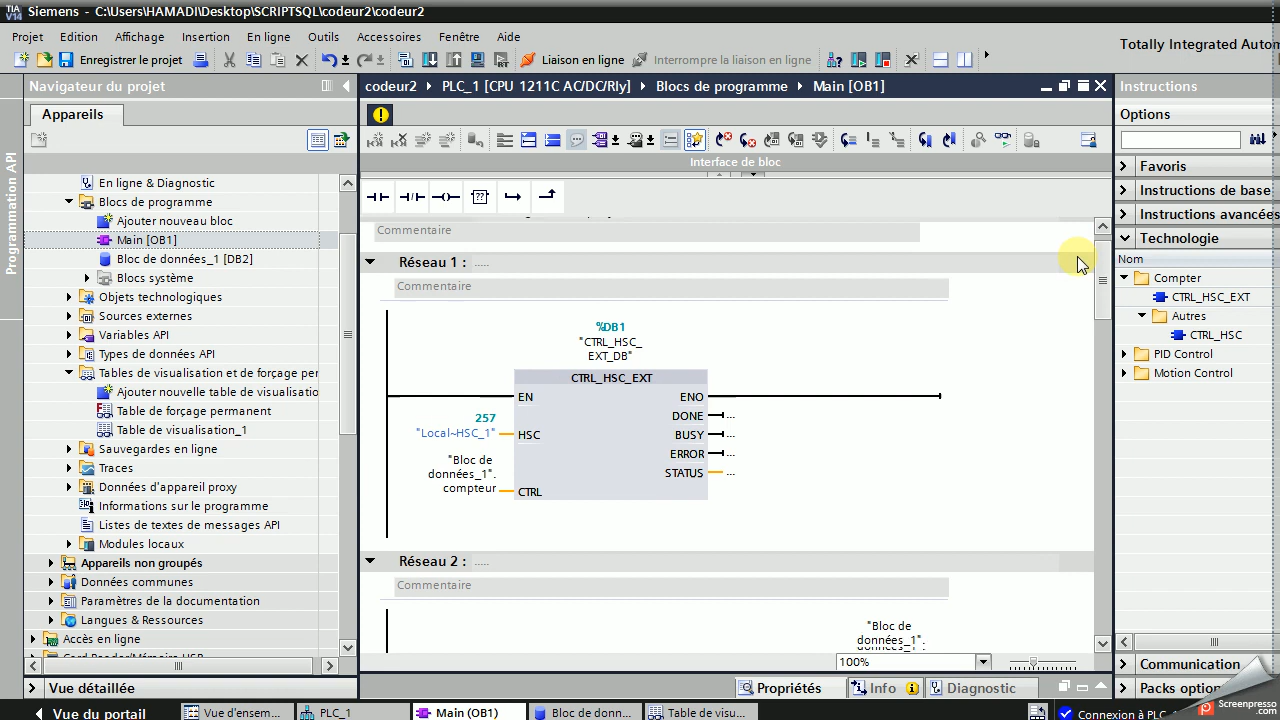 TIA
V14
Siemens - C:\Users\HAMADI\Desktop\SCRIPTSQL\codeur2\codeur2
Projet Edition Affichage Insertion En ligne Outils Accessoires Fenêtre Aide
Totally Integrated Autom
Enregistrer le projet
Liaison en ligne
Interrompre la liaison en ligne
Navigateur du projet
codeur2 PLC_1 [CPU 1211C AC/DC/Rly] Blocs de programme Main [OB1]
Instructions
Appareils
Options
Programmation API
Interface de bloc
En ligne & Diagnostic
Blocs de programme
Ajouter nouveau bloc
Main [OB1]
Bloc de données_1 [DB2]
Blocs système
Objets technologiques
Sources externes
Variables API
Types de données API
Tables de visualisation et de forçage per
Ajouter nouvelle table de visualisatio
Table de forçage permanent
Table de visualisation_1
Sauvegardes en ligne
Traces
Données d'appareil proxy
Informations sur le programme
Listes de textes de messages API
Modules locaux
Appareils non groupés
Données communes
Paramètres de la documentation
Langues & Ressources
Accès en ligne
Card Reader/Mémoire USB
Vue détaillée
??
Commentaire
Réseau 1 : .....
Commentaire
%DB1
"CTRL_HSC_
EXT_DB"
CTRL_HSC_EXT
EN
ENO
DONE ...
257
"Local~HSC_1"
HSC
BUSY ...
ERROR ...
"Bloc de
données_1".
compteur
CTRL
STATUS ...
Réseau 2 : .....
Commentaire
"Bloc de
données_1".
100%
Propriétés
Info
Diagnostic
Favoris
Instructions de base
Instructions avancées
Technologie
Nom
Compter
CTRL_HSC_EXT
Autres
CTRL_HSC
PID Control
Motion Control
Communication
Packs option
Vue du portail
Vue d'ensem...
PLC_1
Main (OB1)
Bloc de donn...
Table de visu...
Connexion à PLC_1
Screenpresso
.com